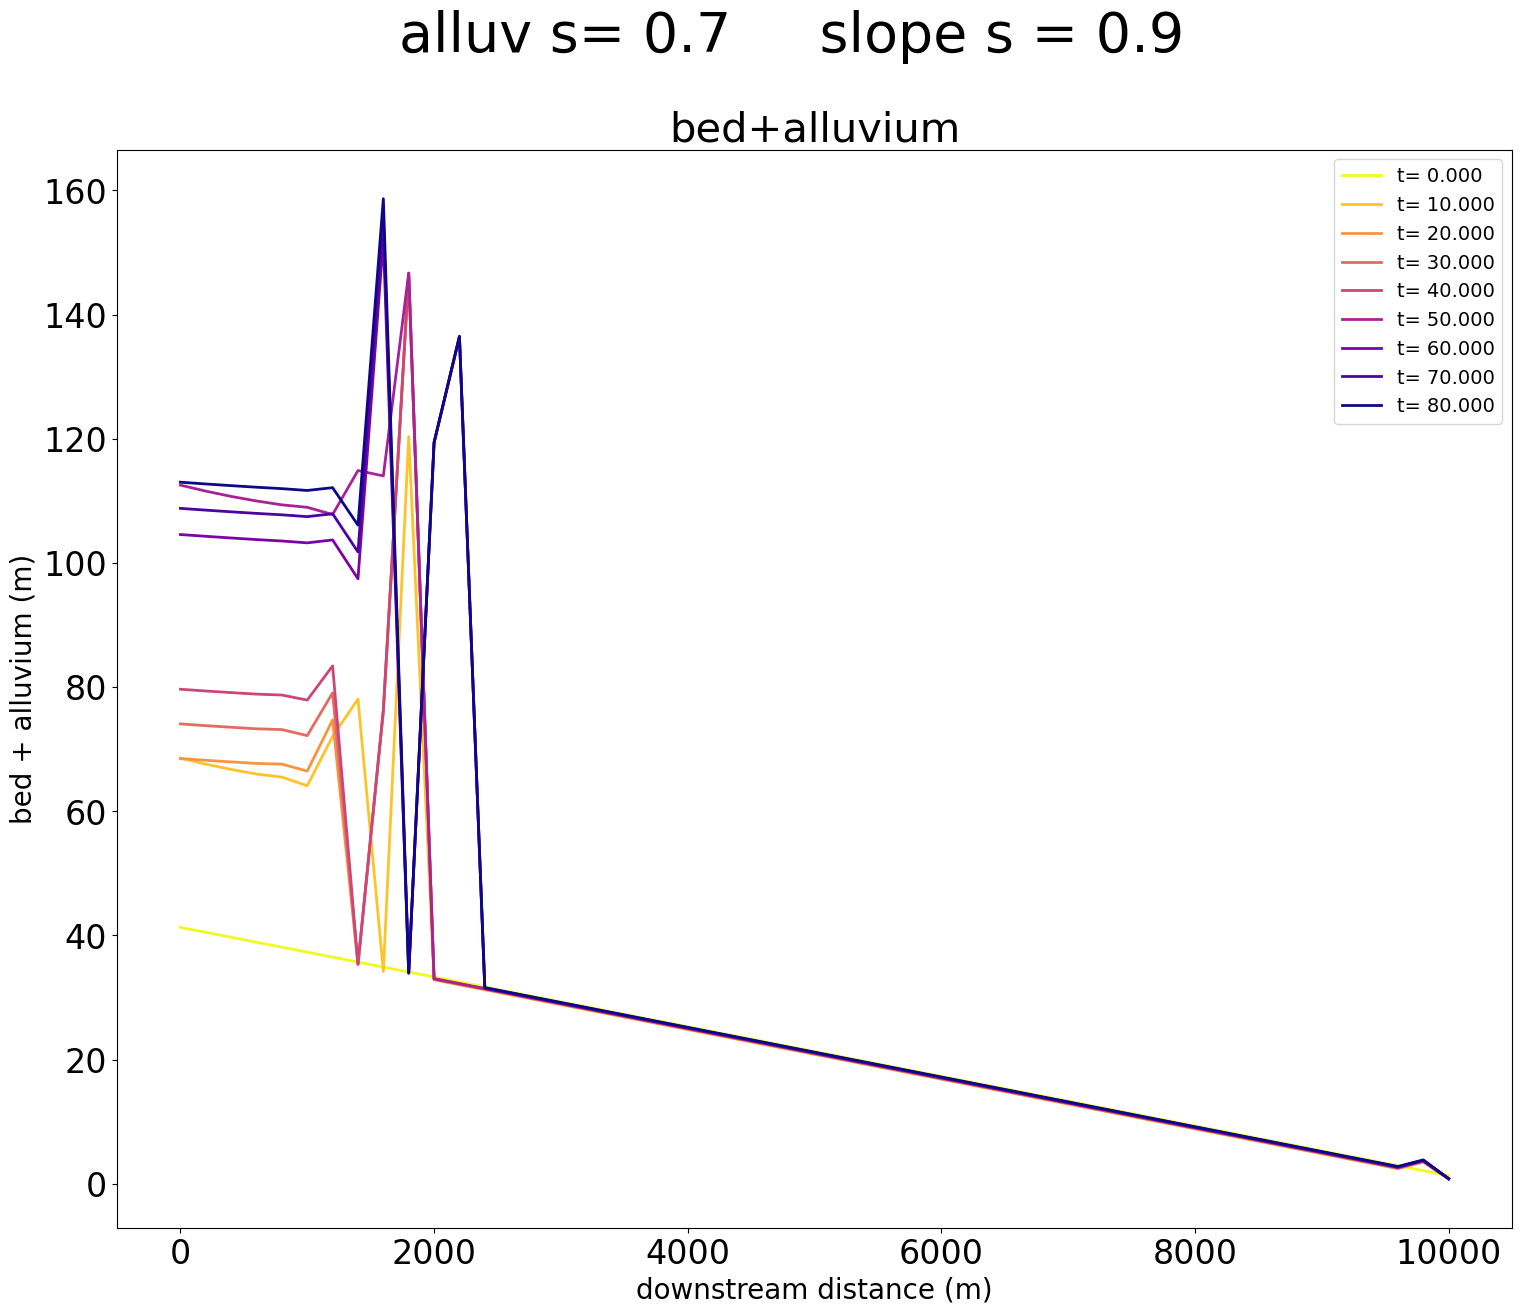 alluv s= 0.7     slope s = 0.9
bed+alluvium
160
140
120
100
80
60
40
20
0
bed + alluvium (m)
t= 0.000
t= 10.000
t= 20.000
t= 30.000
t= 40.000
t= 50.000
t= 60.000
t= 70.000
t= 80.000
0 2000 4000 6000 8000 10000
downstream distance (m)